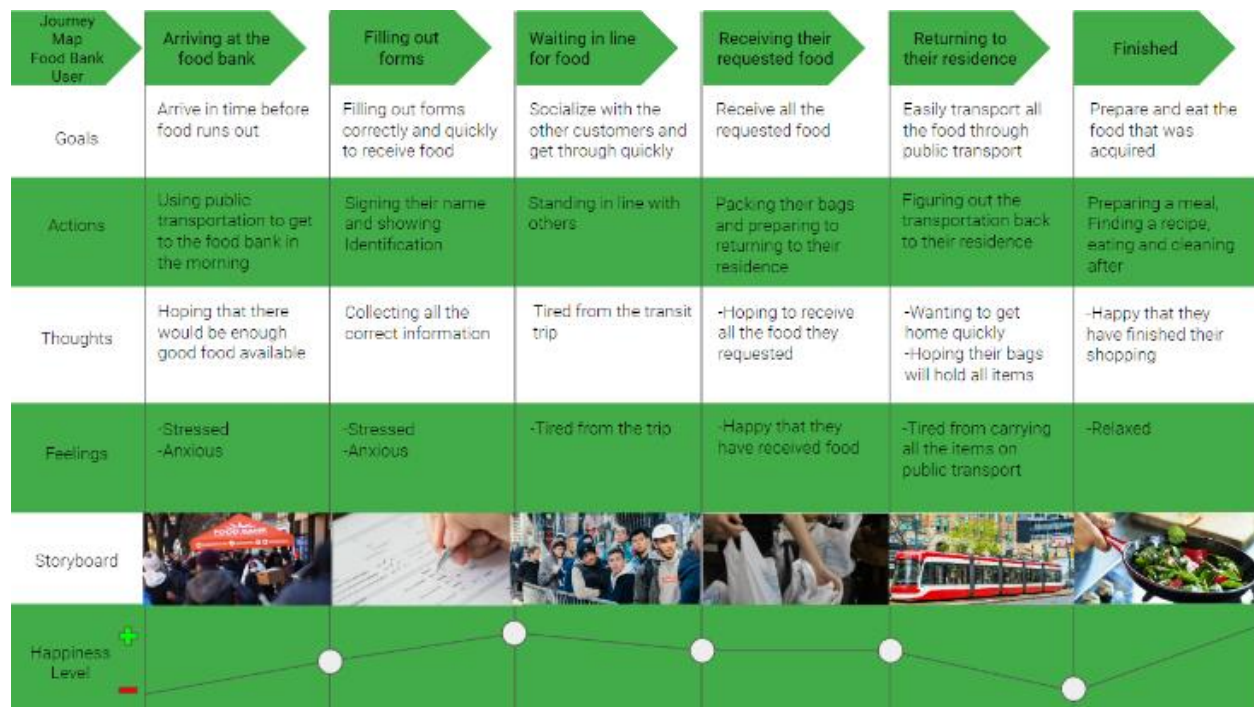 Journey
Map
Food Bank
User
Arriving at the
food bank
Filling out
forms
Waiting in line
for food
Receiving their
requested food
Returning to
their residence
Finished
Goals
Arrive in time before
food runs out
Filling out forms
correctly and quickly
to receive food
Socialize with the
other customers and
get through quickly
Receive all the
requested food
Easily transport all
the food through
public transport
Prepare and eat the
food that was
acquired
Actions
Using public
transportation to get
to the food bank in
the morning
Signing their name
and showing
Identification
Standing in line with
others
Packing their bags
and preparing to
returning to their
residence
Figuring out the
transportation back
to their residence
Preparing a meal,
Finding a recipe,
eating and cleaning
after
Thoughts
Hoping that there
would be enough
good food available
Collecting all the
correct information
Tired from the transit
trip
-Hoping to receive
all the food they
requested
-Wanting to get
home quickly
-Hoping their bags
will hold all items
-Happy that they
have finished their
shopping
Feelings
-Stressed
-Anxious
-Stressed
-Anxious
-Tired from the trip
-Happy that they
have received food
-Tired from carrying
all the items on
public transport
-Relaxed
Storyboard
FOOD BANK
Happiness
Level